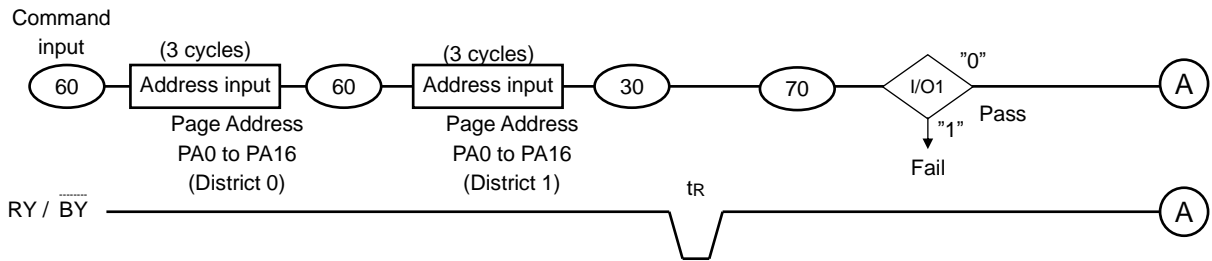 Command
input
(3 cycles)
(3 cycles)
60
Address input
60
Address input
30
70
I/O1
"0"
A
Pass
"1"
Fail
Page Address
PA0 to PA16
(District 0)
Page Address
PA0 to PA16
(District 1)
tR
RY / BY
A